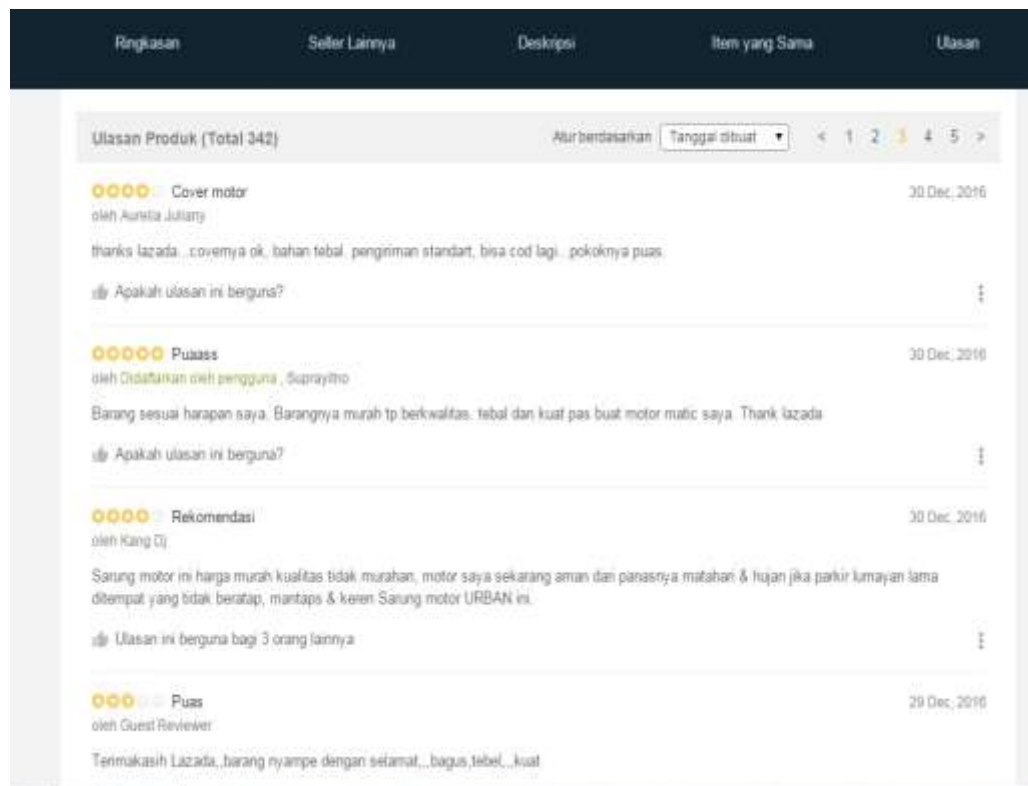 Ringkasan Seller Lainnya Deskripsi Item yang Sama Ulasan
Ulasan Produk (Total 342) Atur berdasarkan Tanggal dibuat < 1 2 3 4 5 >
Cover motor 30 Dec, 2016
oleh Aurelia Juliany
thanks lazada...covernya ok, bahan tebal. pengiriman standart, bisa cod lagi.. pokoknya puas.
Apakah ulasan ini berguna?
Puaass 30 Dec, 2016
oleh Didaftarkan oleh pengguna , Suprayitno
Barang sesuai harapan saya. Barangnya murah tp berkwalitas. tebal dan kuat pas buat motor matic saya. Thank lazada
Apakah ulasan ini berguna?
Rekomendasi 30 Dec, 2016
oleh Kang Dj
Sarung motor ini harga murah kualitas tidak murahan, motor saya sekarang aman dari panasnya matahari & hujan jika parkir lumayan lama
ditempat yang tidak beratap, mantaps & keren Sarung motor URBAN ini.
Ulasan ini berguna bagi 3 orang lainnya
Puas 29 Dec, 2016
oleh Guest Reviewer
Terimakasih Lazada,,barang nyampe dengan selamat,,,bagus,tebel,,,kuat